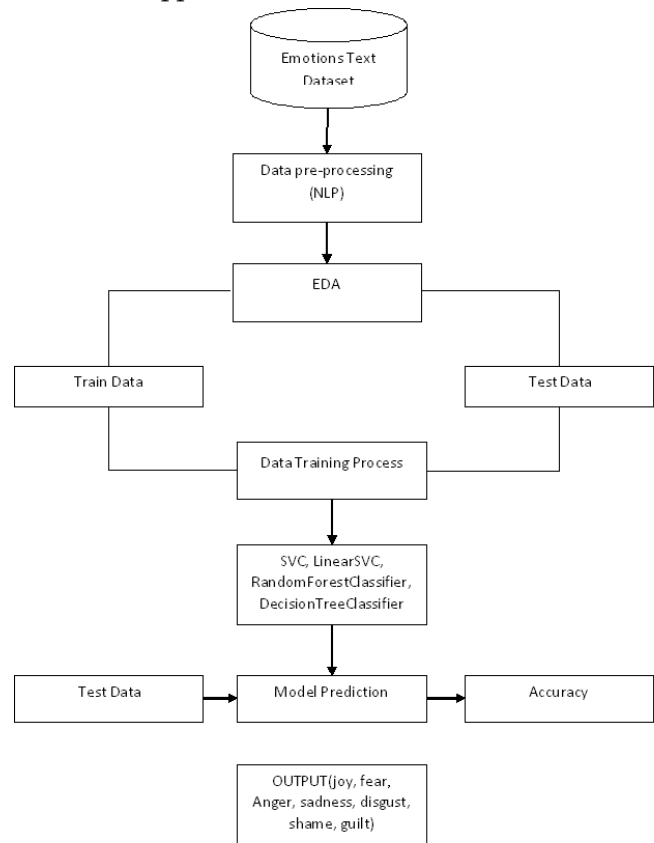 Emotions Text
Dataset
Data pre-processing
(NLP)
EDA
Train Data
Test Data
Data Training Process
SVC, LinearSVC,
RandomForestClassifier,
DecisionTreeClassifier
Test Data
Model Prediction
Accuracy
OUTPUT(joy, fear,
Anger, sadness, disgust,
shame, guilt)